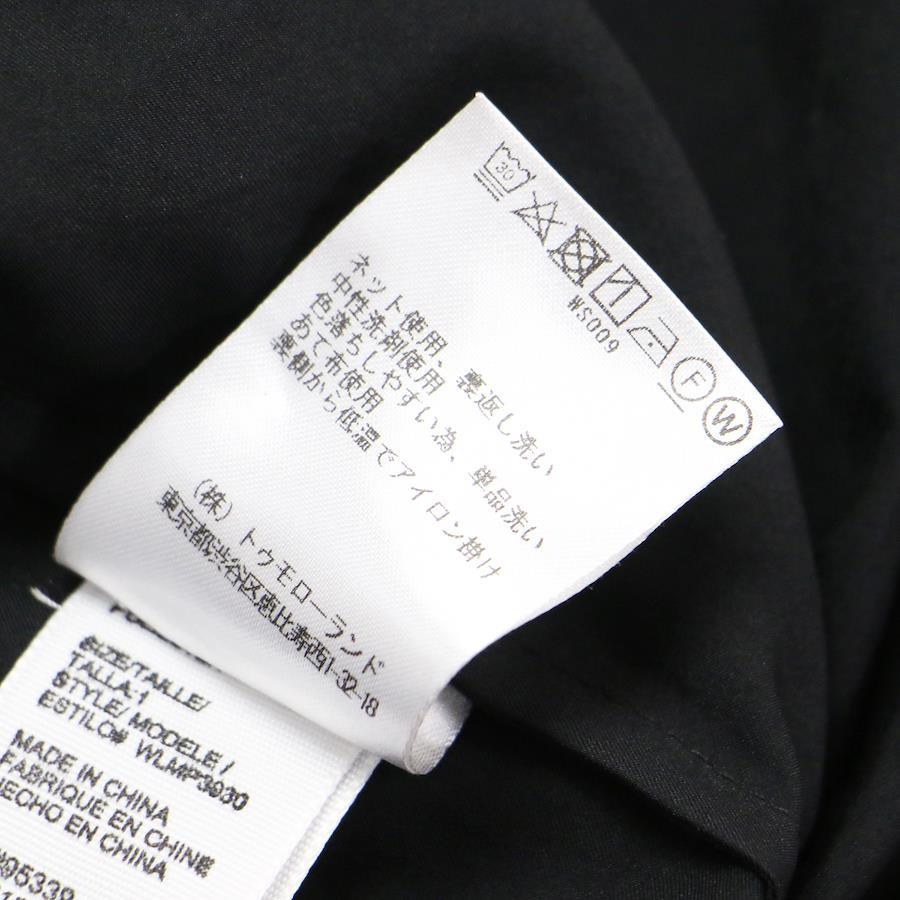 30
F
W
WS009
ネット使用、裏返し洗い
中性洗剤使用
色落ちしやすい為、単品洗い
あて布使用
裏側から低温でアイロン掛け
(株) トゥモローランド
東京都渋谷区恵比寿西1-32-18
SIZE/TAILLE/
TALLA-1
STYLE/ MODELE /
ESTILO# WLMP3930
MADE IN CHINA
FABRIQUE EN CHINE
HECHO EN CHINA
95339